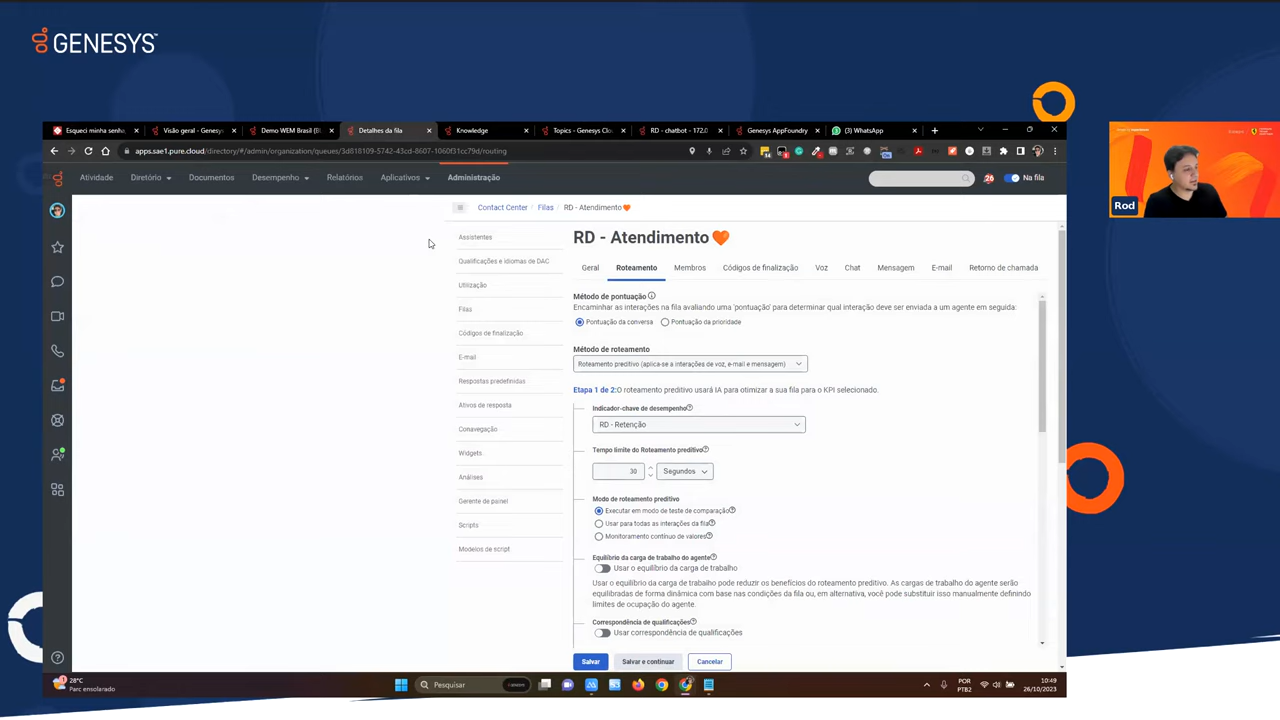 GENESYS
Esqueci minha senha
Visão geral - Genesys
Demo WEM Brasil (BL
Detalhes da fila
Knowledge
Topics - Genesys Clo
RD - chatbot - 172.0
Genesys AppFoundry
(3) WhatsApp
apps.sae1.pure.cloud/directory/#/admin/organization/queues/3d818109-5742-43cd-8607-1060f31cc79d/routing
Atividade
Diretório
Documentos
Desempenho
Relatórios
Aplicativos
Administração
26
Na fila
Contact Center / Filas / RD - Atendimento🧡
Assistentes
Qualificações e idiomas de DAC
Utilização
Filas
Códigos de finalização
E-mail
Respostas predefinidas
Ativos de resposta
Conavegação
Widgets
Análises
Gerente de painel
Scripts
Modelos de script
RD - Atendimento🧡
Geral
Roteamento
Membros
Códigos de finalização
Voz
Chat
Mensagem
E-mail
Retorno de chamada
Método de pontuação
Encaminhar as interações na fila avaliando uma 'pontuação' para determinar qual interação deve ser enviada a um agente em seguida:
Pontuação da conversa
Pontuação da prioridade
Método de roteamento
Roteamento preditivo (aplica-se a interações de voz, e-mail e mensagem)
Etapa 1 de 2:O roteamento preditivo usará IA para otimizar a sua fila para o KPI selecionado.
Indicador-chave de desempenho
RD - Retenção
Tempo limite do Roteamento preditivo
30
Segundos
Modo de roteamento preditivo
Executar em modo de teste de comparação
Usar para todas as interações da fila
Monitoramento contínuo de valores
Equilíbrio da carga de trabalho do agente
Usar o equilíbrio da carga de trabalho
Usar o equilíbrio da carga de trabalho pode reduzir os benefícios do roteamento preditivo. As cargas de trabalho do agente serão
equilibradas de forma dinâmica com base nas condições da fila ou, em alternativa, você pode substituir isso manualmente definindo
limites de ocupação do agente.
Correspondência de qualificações
Usar correspondência de qualificações
Salvar
Salvar e continuar
Cancelar
Rod
28°C
Parc ensolarado
Pesquisar
POR
PTB2
10:49
26/10/2023